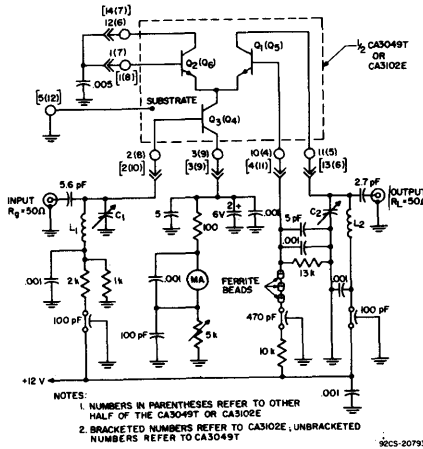 [14(7)]
12(6)
1(7)
[1(8)]
.005
Q2(Q6)
Q1(Q5)
1/2 CA3049T
OR
CA3102E
[5(12)]
SUBSTRATE
Q3(Q4)
2(8)
[2(10)]
3(9)
[3(9)]
10(4)
[4(11)]
11(5)
[13(6)]
INPUT
Rg=50Ω
5.6 pF
C1
L1
5
2
6V
+
.001
100
5 pF
.001
C2
L2
2.7 pF
OUTPUT
RL=50Ω
.001
2k
1k
.001
MA
13k
.001
FERRITE
BEADS
100 pF
100 pF
5k
470 pF
10k
100 pF
+12 V
.001
NOTES:
1. NUMBERS IN PARENTHESES REFER TO OTHER
HALF OF THE CA3049T OR CA3102E
2. BRACKETED NUMBERS REFER TO CA3102E; UNBRACKETED
NUMBERS REFER TO CA3049T
92CS-20793